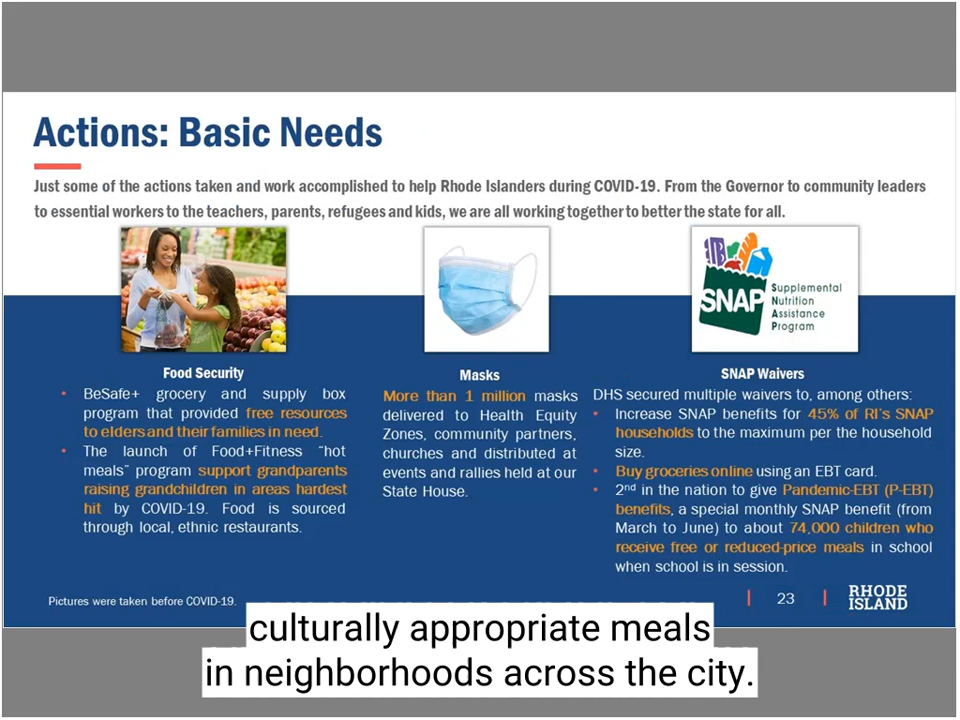 Actions: Basic Needs
Just some of the actions taken and work accomplished to help Rhode Islanders during COVID-19. From the Governor to community leaders
to essential workers to the teachers, parents, refugees and kids, we are all working together to better the state for all.
SNAP
Supplemental
Nutrition
Assistance
Program
Food Security
• BeSafe+ grocery and supply box
program that provided free resources
to elders and their families in need.
• The launch of Food+Fitness “hot
meals” program support grandparents
raising grandchildren in areas hardest
hit by COVID-19. Food is sourced
through local, ethnic restaurants.
Masks
More than 1 million masks
delivered to Health Equity
Zones, community partners,
churches and distributed at
events and rallies held at our
State House.
SNAP Waivers
DHS secured multiple waivers to, among others:
• Increase SNAP benefits for 45% of RI's SNAP
households to the maximum per the household
size.
• Buy groceries online using an EBT card.
• 2nd in the nation to give Pandemic-EBT (P-EBT)
benefits, a special monthly SNAP benefit (from
March to June) to about 74,000 children who
receive free or reduced-price meals in school
when school is in session.
Pictures were taken before COVID-19.
| 23 |
RHODE
ISLAND
culturally appropriate meals
in neighborhoods across the city.